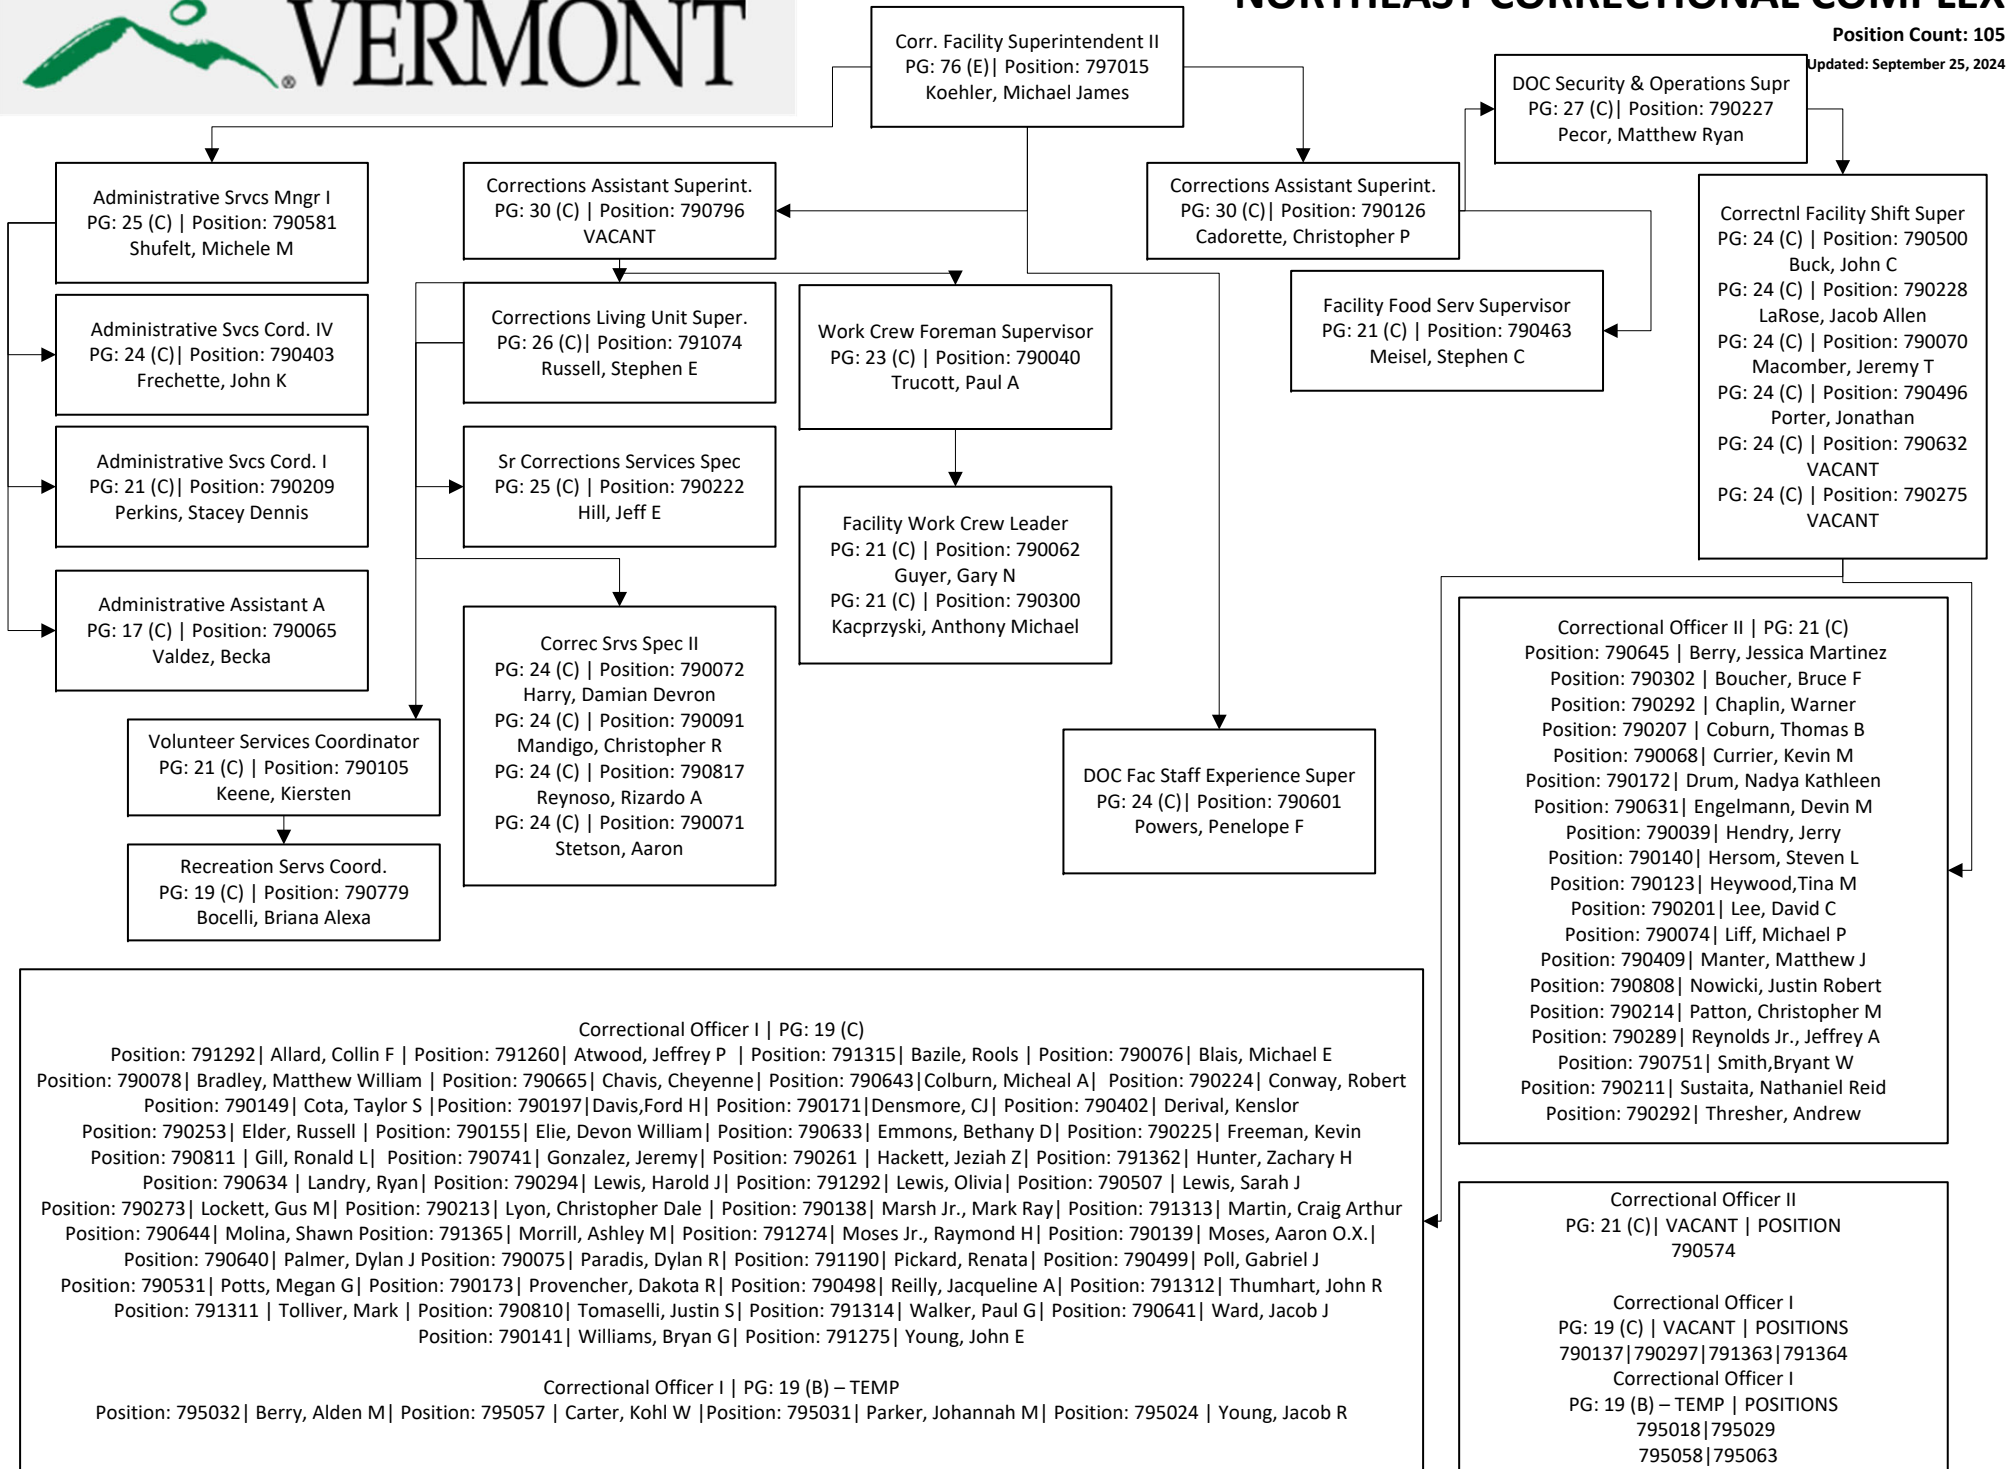 VERMONT
®
NORTHEAST CORRECTIONAL COMPLEX
Position Count: 105
Updated: September 25, 2024
Corr. Facility Superintendent II
PG: 76 (E)| Position: 797015
Koehler, Michael James
DOC Security & Operations Supr
PG: 27 (C)| Position: 790227
Pecor, Matthew Ryan
Administrative Srvcs Mngr I
PG: 25 (C) | Position: 790581
Shufelt, Michele M
Corrections Assistant Superint.
PG: 30 (C) | Position: 790796
VACANT
Corrections Assistant Superint.
PG: 30 (C)| Position: 790126
Cadorette, Christopher P
Correctnl Facility Shift Super
PG: 24 (C) | Position: 790500
Buck, John C
PG: 24 (C) | Position: 790228
LaRose, Jacob Allen
PG: 24 (C) | Position: 790070
Macomber, Jeremy T
PG: 24 (C) | Position: 790496
Porter, Jonathan
PG: 24 (C) | Position: 790632
VACANT
PG: 24 (C) | Position: 790275
VACANT
Administrative Svcs Cord. IV
PG: 24 (C)| Position: 790403
Frechette, John K
Corrections Living Unit Super.
PG: 26 (C)| Position: 791074
Russell, Stephen E
Work Crew Foreman Supervisor
PG: 23 (C) | Position: 790040
Trucott, Paul A
Facility Food Serv Supervisor
PG: 21 (C) | Position: 790463
Meisel, Stephen C
Administrative Svcs Cord. I
PG: 21 (C)| Position: 790209
Perkins, Stacey Dennis
Sr Corrections Services Spec
PG: 25 (C) | Position: 790222
Hill, Jeff E
Facility Work Crew Leader
PG: 21 (C) | Position: 790062
Guyer, Gary N
PG: 21 (C) | Position: 790300
Kacprzyski, Anthony Michael
Administrative Assistant A
PG: 17 (C) | Position: 790065
Valdez, Becka
Correc Srvs Spec II
PG: 24 (C) | Position: 790072
Harry, Damian Devron
PG: 24 (C) | Position: 790091
Mandigo, Christopher R
PG: 24 (C) | Position: 790817
Reynoso, Rizardo A
PG: 24 (C) | Position: 790071
Stetson, Aaron
Volunteer Services Coordinator
PG: 21 (C) | Position: 790105
Keene, Kiersten
Recreation Servs Coord.
PG: 19 (C) | Position: 790779
Bocelli, Briana Alexa
DOC Fac Staff Experience Super
PG: 24 (C)| Position: 790601
Powers, Penelope F
Correctional Officer II | PG: 21 (C)
Position: 790645 | Berry, Jessica Martinez
Position: 790302 | Boucher, Bruce F
Position: 790292 | Chaplin, Warner
Position: 790207 | Coburn, Thomas B
Position: 790068| Currier, Kevin M
Position: 790172| Drum, Nadya Kathleen
Position: 790631| Engelmann, Devin M
Position: 790039| Hendry, Jerry
Position: 790140| Hersom, Steven L
Position: 790123| Heywood,Tina M
Position: 790201| Lee, David C
Position: 790074| Liff, Michael P
Position: 790409| Manter, Matthew J
Position: 790808| Nowicki, Justin Robert
Position: 790214| Patton, Christopher M
Position: 790289| Reynolds Jr., Jeffrey A
Position: 790751| Smith,Bryant W
Position: 790211| Sustaita, Nathaniel Reid
Position: 790292| Thresher, Andrew
Correctional Officer I | PG: 19 (C)
Position: 791292| Allard, Collin F | Position: 791260| Atwood, Jeffrey P | Position: 791315| Bazile, Rools | Position: 790076| Blais, Michael E
Position: 790078| Bradley, Matthew William | Position: 790665| Chavis, Cheyenne| Position: 790643|Colburn, Micheal A| Position: 790224| Conway, Robert
Position: 790149| Cota, Taylor S |Position: 790197|Davis,Ford H| Position: 790171|Densmore, CJ| Position: 790402| Derival, Kenslor
Position: 790253| Elder, Russell | Position: 790155| Elie, Devon William| Position: 790633| Emmons, Bethany D| Position: 790225| Freeman, Kevin
Position: 790811 | Gill, Ronald L| Position: 790741| Gonzalez, Jeremy| Position: 790261 | Hackett, Jeziah Z| Position: 791362| Hunter, Zachary H
Position: 790634 | Landry, Ryan| Position: 790294| Lewis, Harold J| Position: 791292| Lewis, Olivia| Position: 790507 | Lewis, Sarah J
Position: 790273| Lockett, Gus M| Position: 790213| Lyon, Christopher Dale | Position: 790138| Marsh Jr., Mark Ray| Position: 791313| Martin, Craig Arthur
Position: 790644| Molina, Shawn Position: 791365| Morrill, Ashley M| Position: 791274| Moses Jr., Raymond H| Position: 790139| Moses, Aaron O.X.|
Position: 790640| Palmer, Dylan J Position: 790075| Paradis, Dylan R| Position: 791190| Pickard, Renata| Position: 790499| Poll, Gabriel J
Position: 790531| Potts, Megan G| Position: 790173| Provencher, Dakota R| Position: 790498| Reilly, Jacqueline A| Position: 791312| Thumhart, John R
Position: 791311 | Tolliver, Mark | Position: 790810| Tomaselli, Justin S| Position: 791314| Walker, Paul G| Position: 790641| Ward, Jacob J
Position: 790141| Williams, Bryan G| Position: 791275| Young, John E
Correctional Officer I | PG: 19 (B) – TEMP
Position: 795032| Berry, Alden M| Position: 795057 | Carter, Kohl W |Position: 795031| Parker, Johannah M| Position: 795024 | Young, Jacob R
Correctional Officer II
PG: 21 (C)| VACANT | POSITION
790574
Correctional Officer I
PG: 19 (C) | VACANT | POSITIONS
790137|790297|791363|791364
Correctional Officer I
PG: 19 (B) – TEMP | POSITIONS
795018|795029
795058|795063